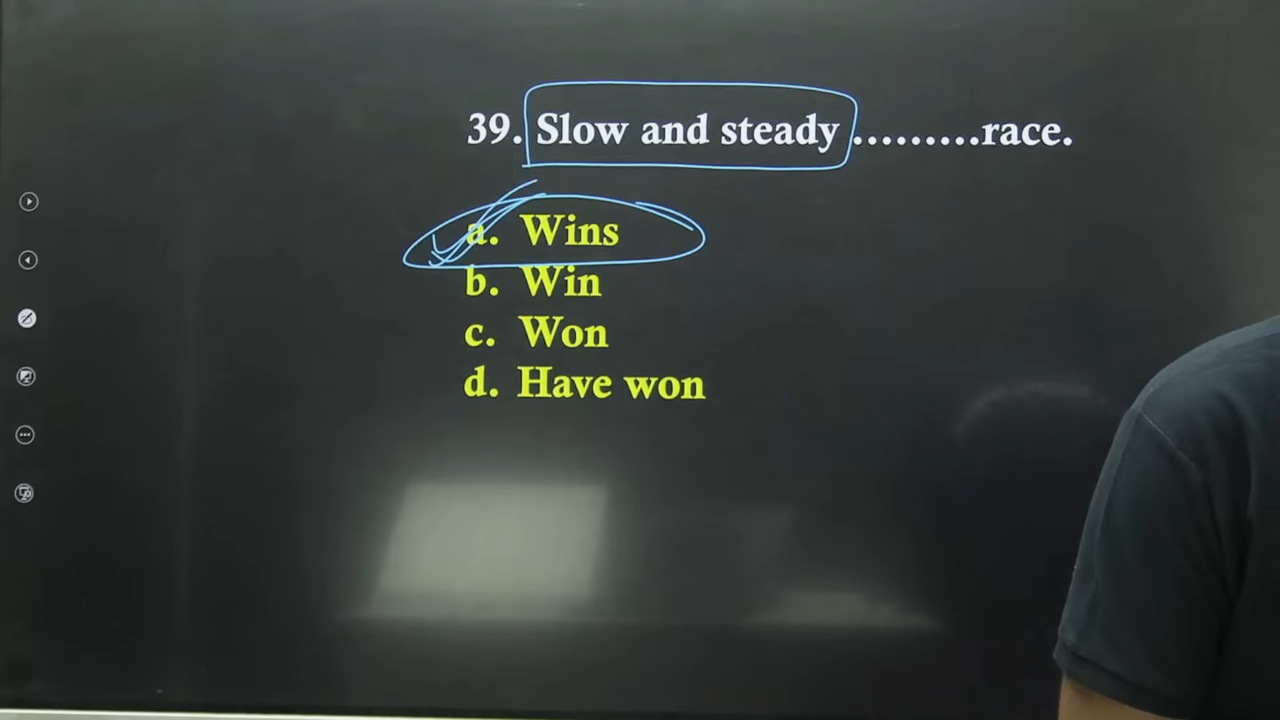 39. Slow and steady .........race.
a. Wins
b. Win
c. Won
d. Have won